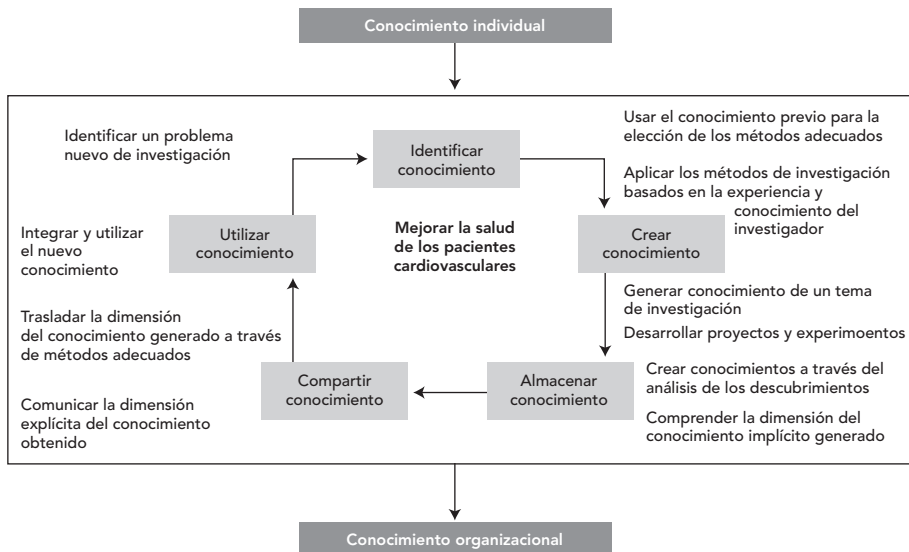 Conocimiento individual
Identificar un problema
nuevo de investigación
Identificar
conocimiento
Usar el conocimiento previo para la
elección de los métodos adecuados
Aplicar los métodos de investigación
basados en la experiencia y
conocimiento del
investigador
Integrar y utilizar
el nuevo
conocimiento
Utilizar
conocimiento
Mejorar la salud
de los pacientes
cardiovasculares
Crear
conocimiento
Generar conocimiento de un tema
de investigación
Desarrollar proyectos y experimoentos
Trasladar la dimensión
del conocimiento generado a través
de métodos adecuados
Compartir
conocimiento
Almacenar
conocimiento
Crear conocimientos a través del
análisis de los descubrimientos
Comprender la dimensión del
conocimiento implícito generado
Comunicar la dimensión
explícita del conocimiento
obtenido
Conocimiento organizacional